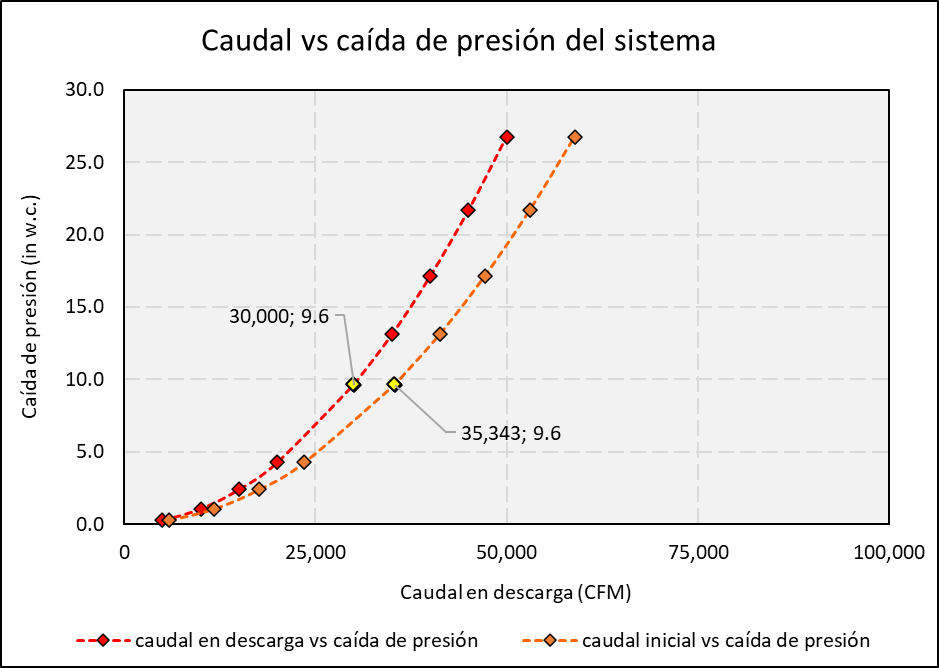 Caudal vs caída de presión del sistema
30.0
25.0
20.0
15.0
10.0
5.0
0.0
Caída de presión (in w.c.)
30,000; 9.6
35,343; 9.6
0 25,000 50,000 75,000 100,000
Caudal en descarga (CFM)
caudal en descarga vs caída de presión caudal inicial vs caída de presión